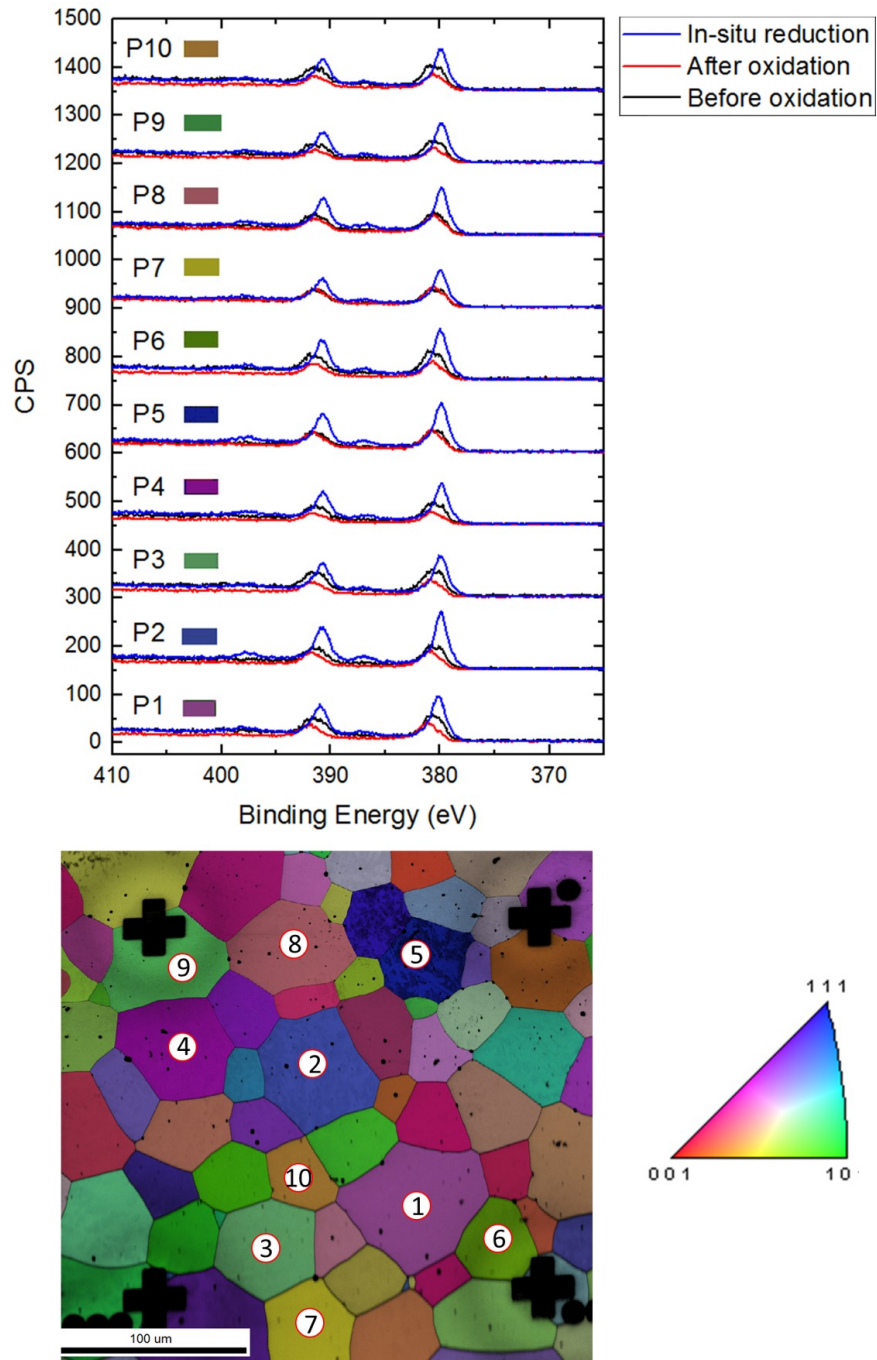 1500
1400
1300
1200
1100
1000
900
800
700
600
500
400
300
200
100
0
CPS
P10
P9
P8
P7
P6
P5
P4
P3
P2
P1
410 400 390 380 370
Binding Energy (eV)
In-situ reduction
After oxidation
Before oxidation
8
5
9
4
2
10
1
6
3
7
100 um
1 1 1
0 0 1
1 0